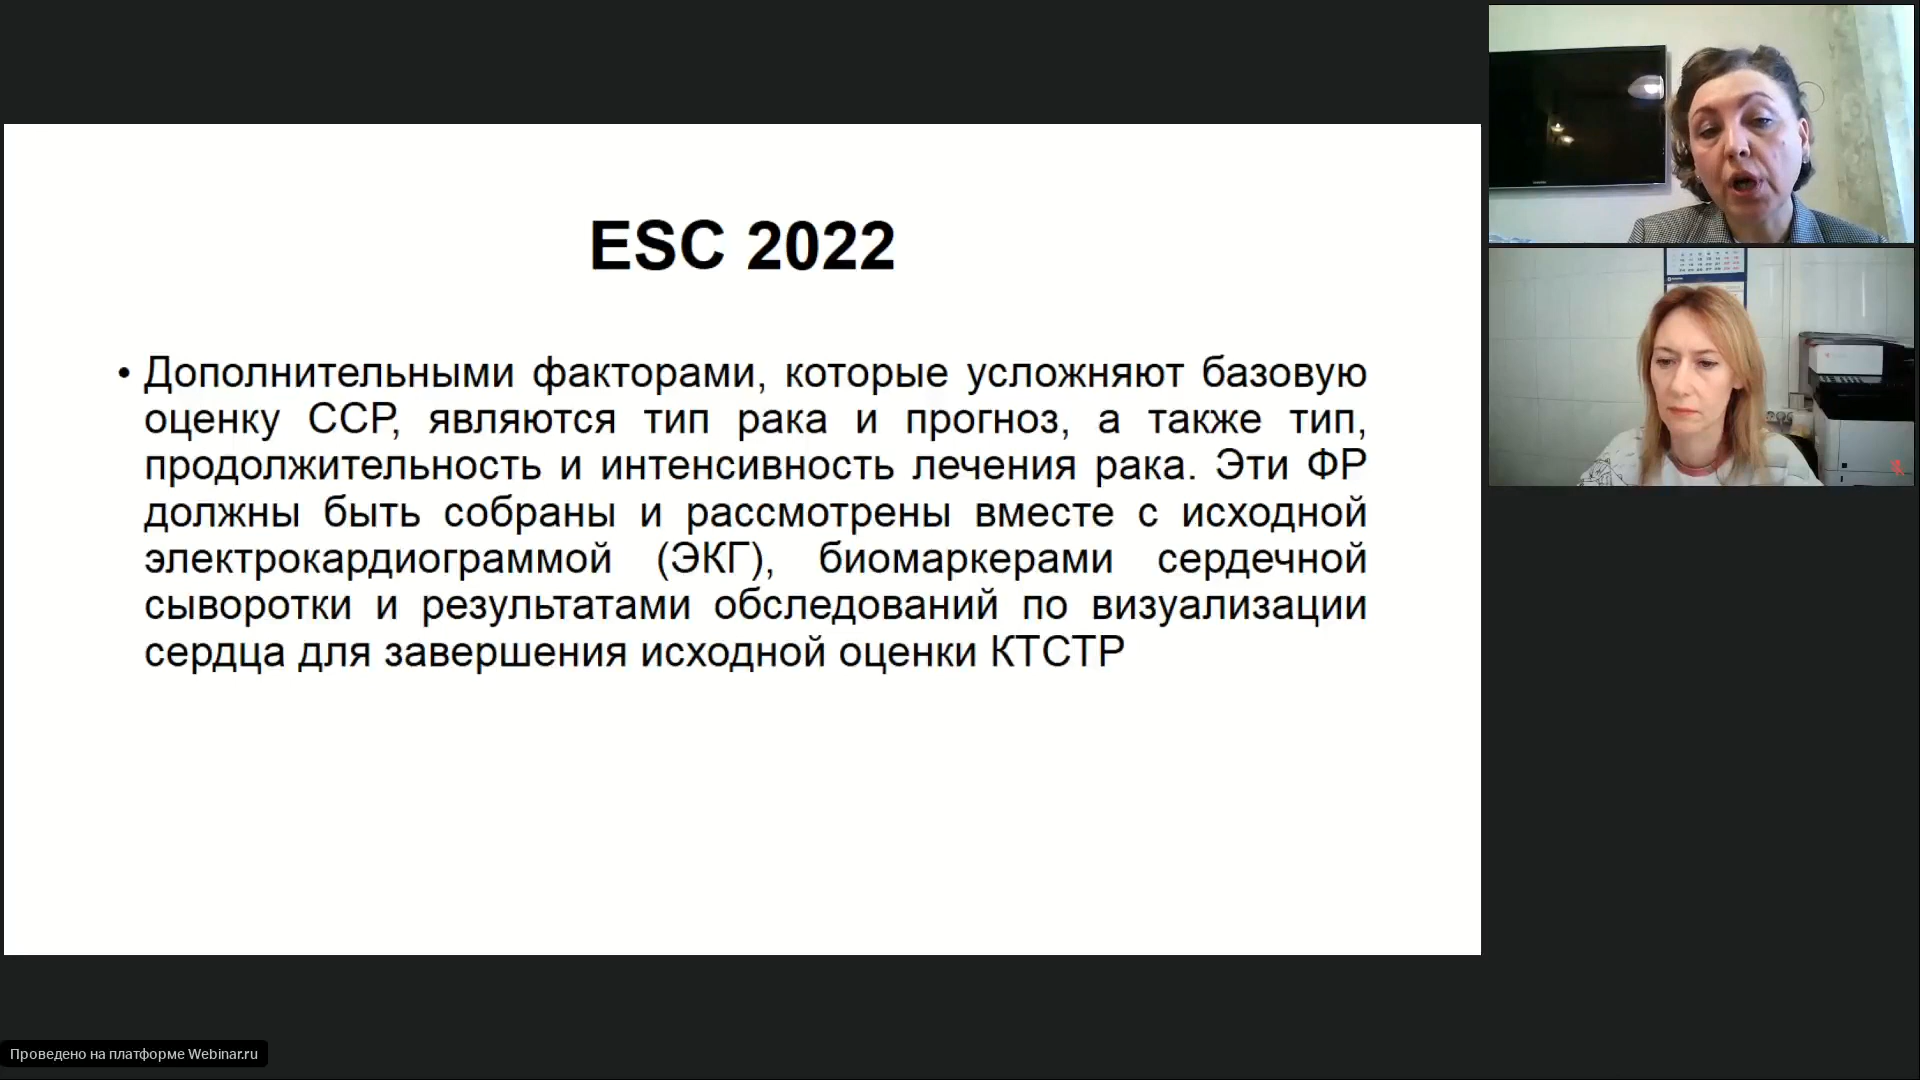 ESC 2022
• Дополнительными факторами, которые усложняют базовую
оценку ССР, являются тип рака и прогноз, а также тип,
продолжительность и интенсивность лечения рака. Эти ФР
должны быть собраны и рассмотрены вместе с исходной
электрокардиограммой (ЭКГ), биомаркерами сердечной
сыворотки и результатами обследований по визуализации
сердца для завершения исходной оценки КТСТР
Проведено на платформе Webinar.ru